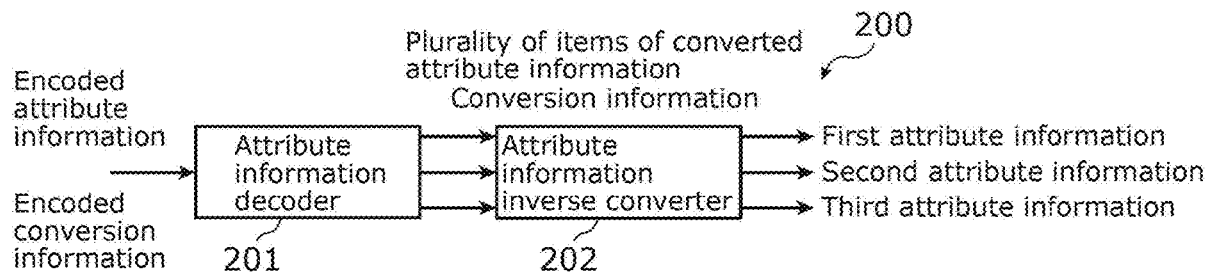 200
Plurality of items of converted
attribute information
Conversion information
Encoded
attribute
information
Encoded
conversion
information
Attribute
information
decoder
201
Attribute
information
inverse converter
202
First attribute information
Second attribute information
Third attribute information